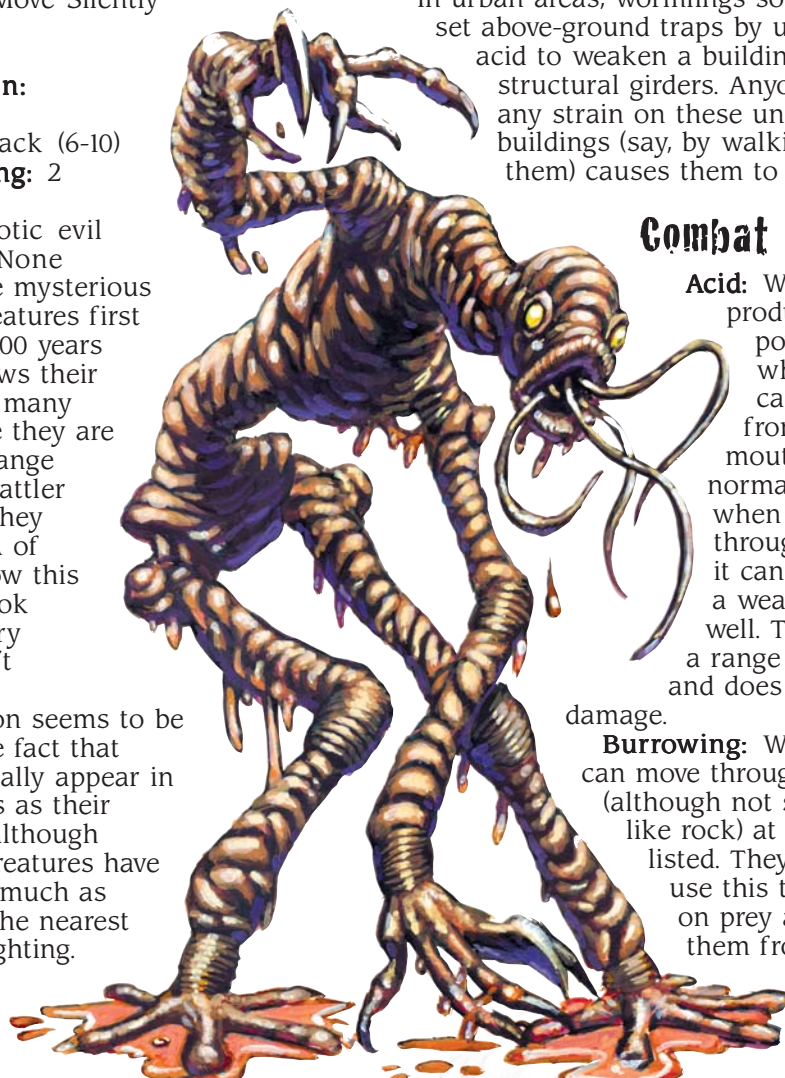 Move Silently
n:
ack (6-10)
ng: 2
otic evil
None
e mysterious
eatures first
00 years
ws their
many
e they are
ange
attler
hey
of
ow this
ok
ry
't
on seems to be
e fact that
ally appear in
s as their
although
reatures have
much as
he nearest
ghting.
in urban areas, wormlings so
set above-ground traps by u
acid to weaken a buildin
structural girders. Anyo
any strain on these un
buildings (say, by walki
them) causes them to
Combat
Acid: W
produ
po
wh
ca
fron
mout
norma
when
throug
it can
a wea
well. T
a range
and does
damage.
Burrowing: W
can move throug
(although not s
like rock) at
listed. They
use this t
on prey a
them fro